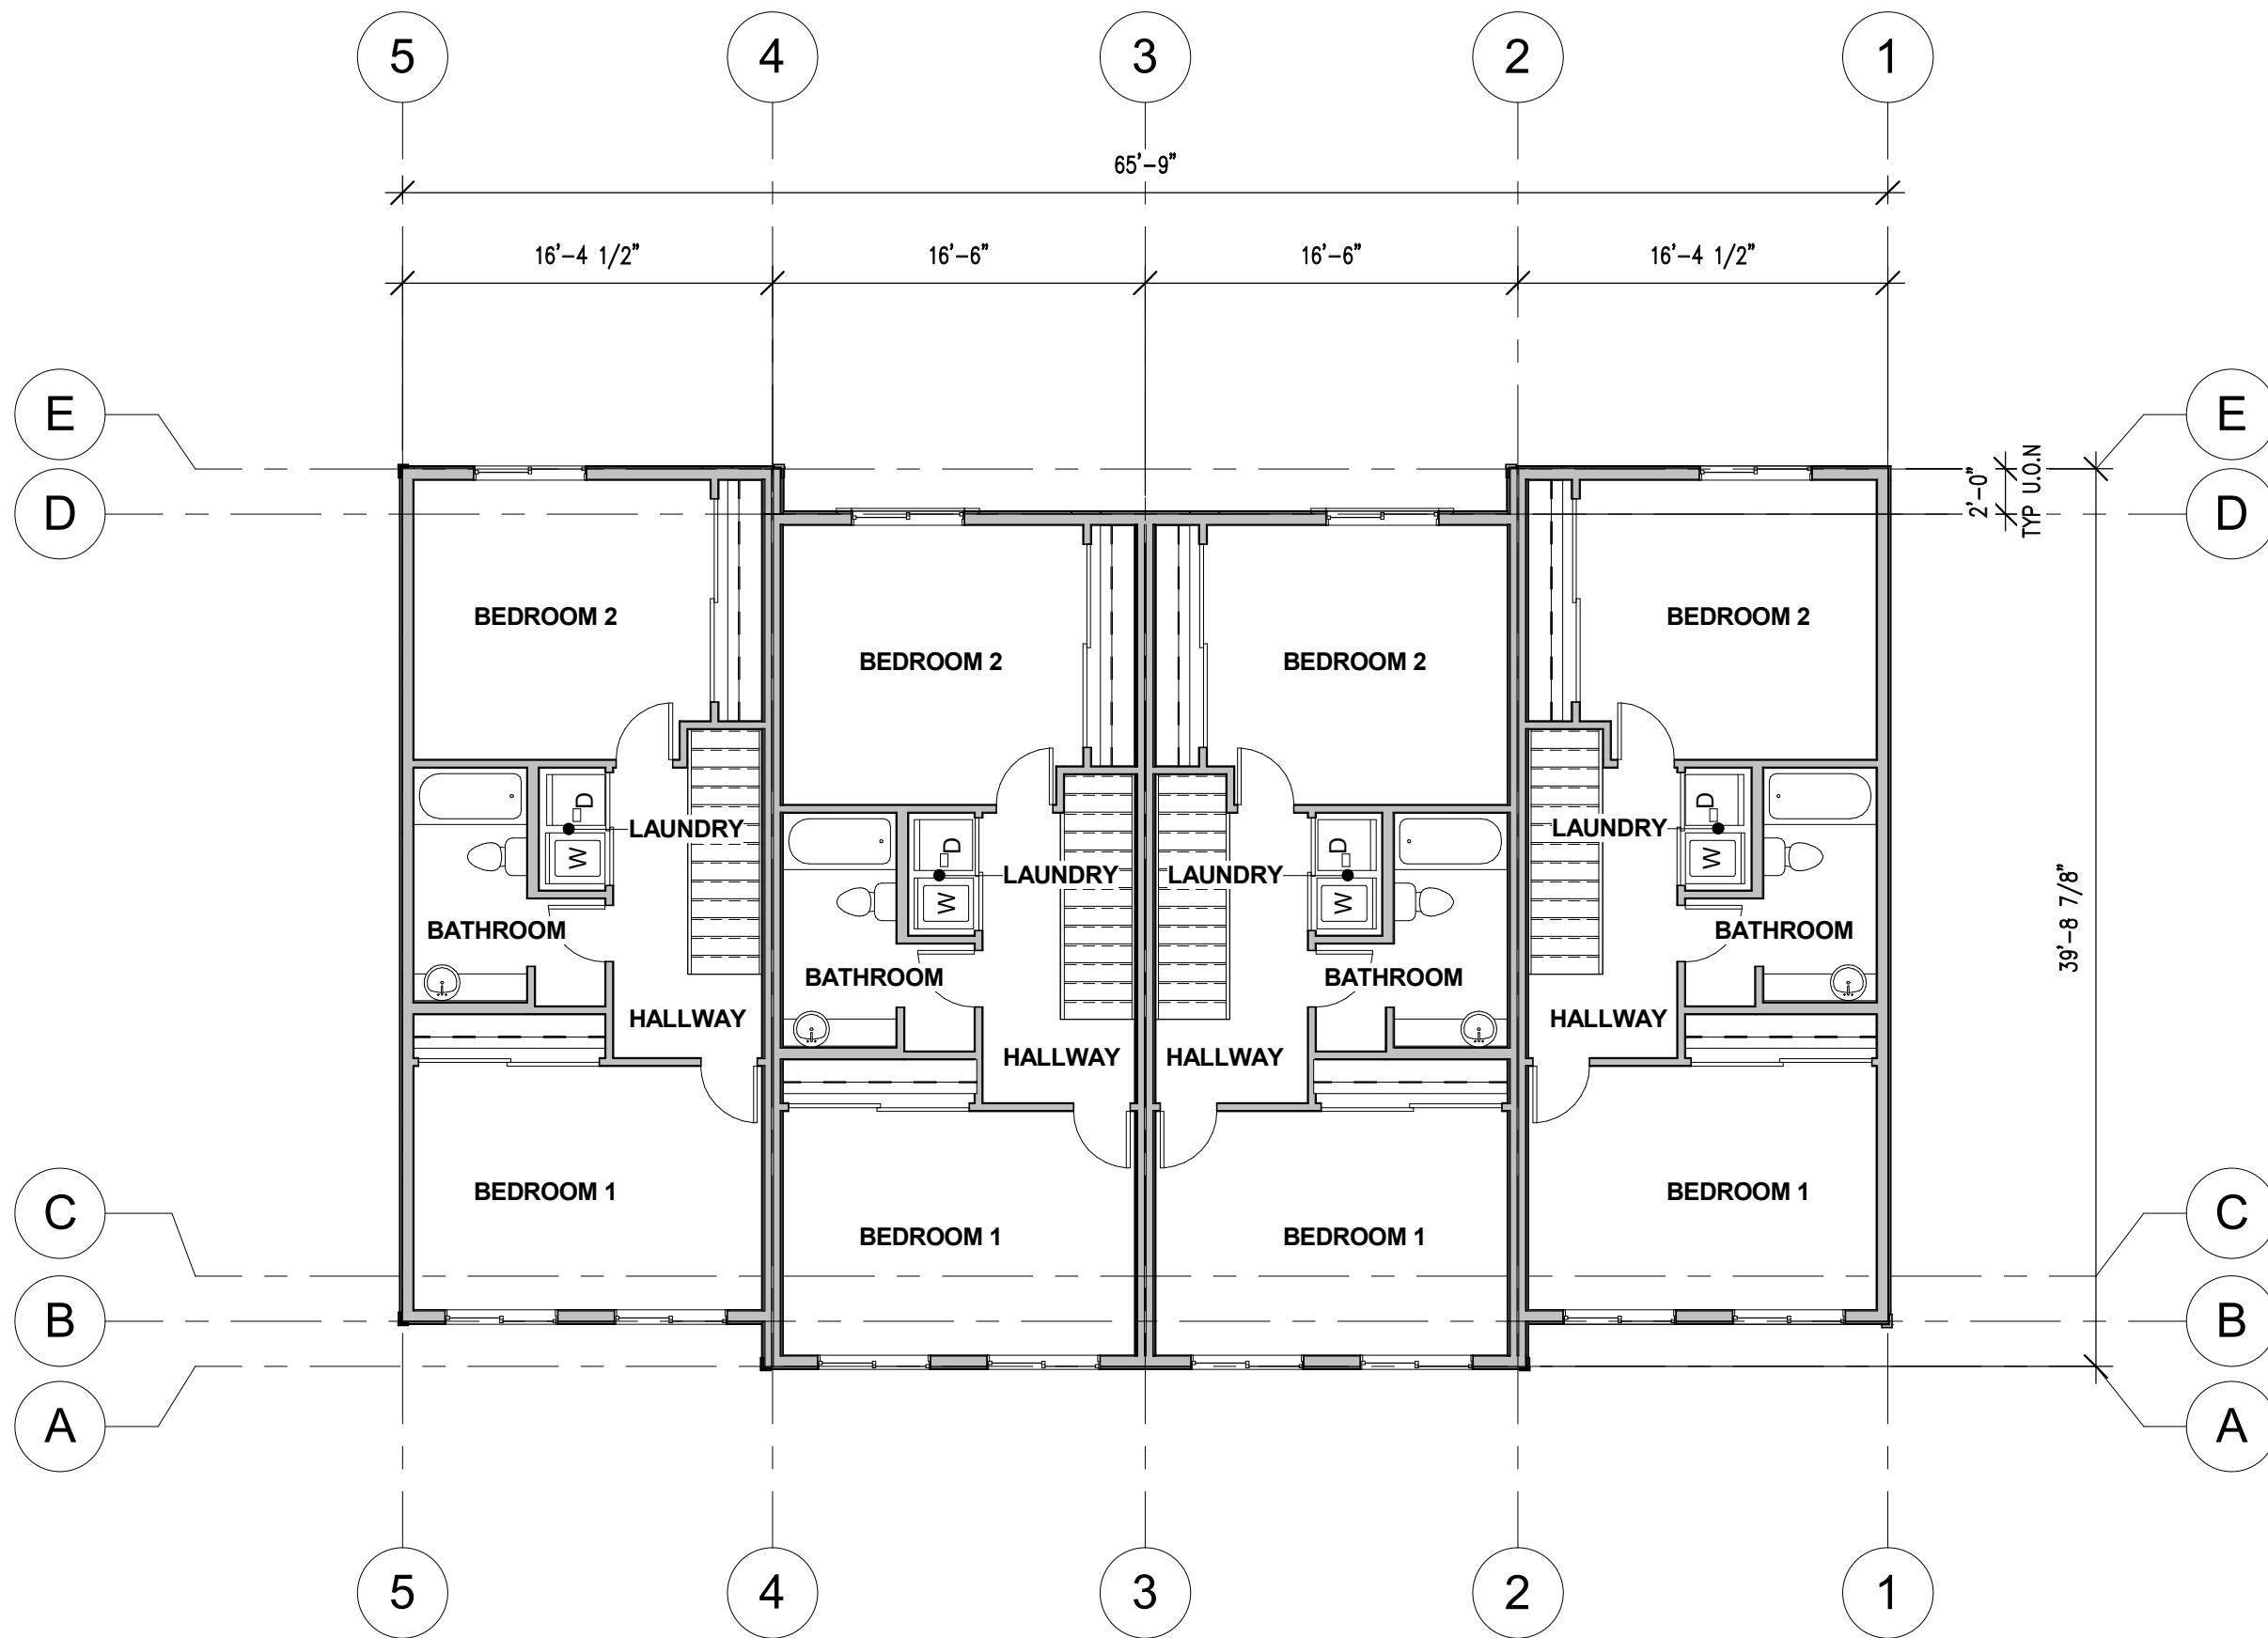 5 4 3 2 1
65'-9"
16'-4 1/2" 16'-6" 16'-6" 16'-4 1/2"
E E
D D
2'-0"
TYP U.O.N
BEDROOM 2 BEDROOM 2
BEDROOM 2 BEDROOM 2
D D
LAUNDRY LAUNDRY
D D
W W
LAUNDRY LAUNDRY
W W
39'-8 7/8"
BATHROOM BATHROOM
BATHROOM BATHROOM
HALLWAY HALLWAY
HALLWAY HALLWAY
BEDROOM 1 BEDROOM 1
C C
BEDROOM 1 BEDROOM 1
B B
A A
5 4 3 2 1